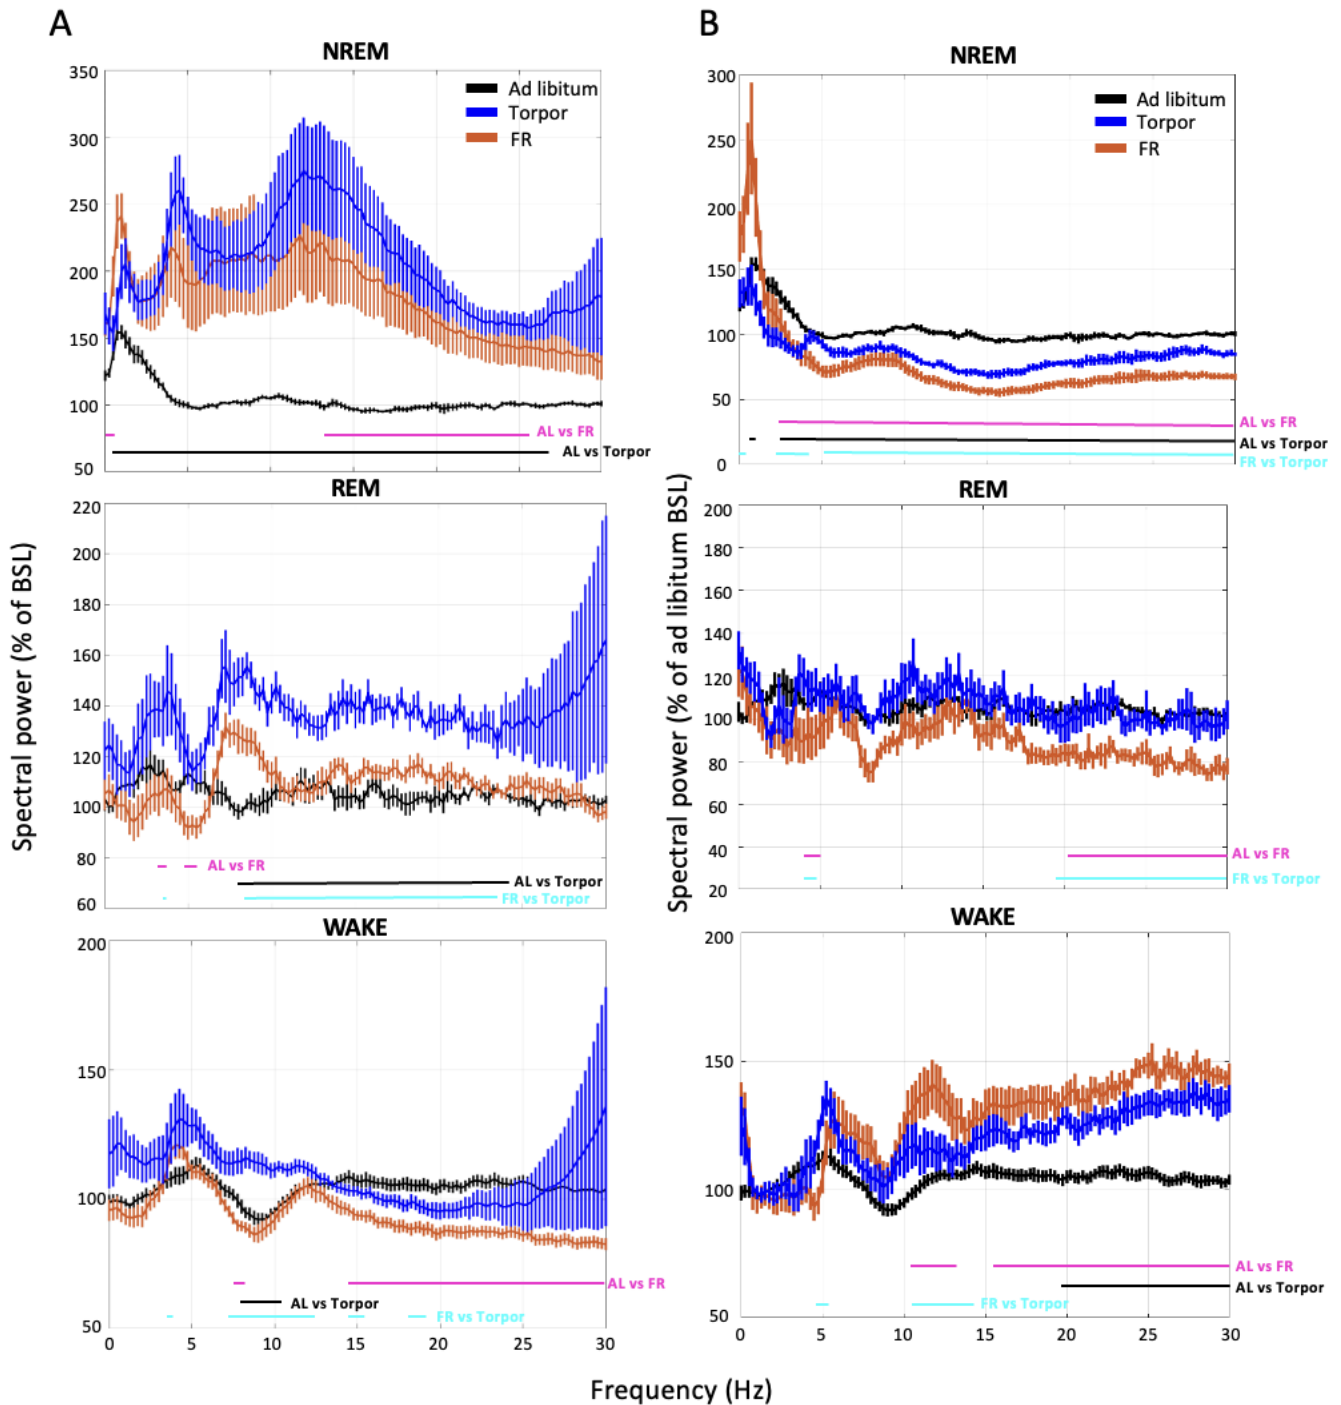 A
NREM
350
300
250
200
150
100
50
Ad libitum
Torpor
FR
AL vs FR
AL vs Torpor
REM
220
200
180
160
140
120
100
80
60
AL vs FR
AL vs Torpor
FR vs Torpor
WAKE
200
150
100
50
AL vs FR
AL vs Torpor
FR vs Torpor
0 5 10 15 20 25 30
Spectral power (% of BSL)
B
NREM
300
250
200
150
100
50
0
Ad libitum
Torpor
FR
AL vs FR
AL vs Torpor
FR vs Torpor
REM
200
180
160
140
120
100
80
60
40
20
AL vs FR
FR vs Torpor
WAKE
200
150
100
50
AL vs FR
AL vs Torpor
FR vs Torpor
0 5 10 15 20 25 30
Spectral power (% of ad libitum BSL)
Frequency (Hz)